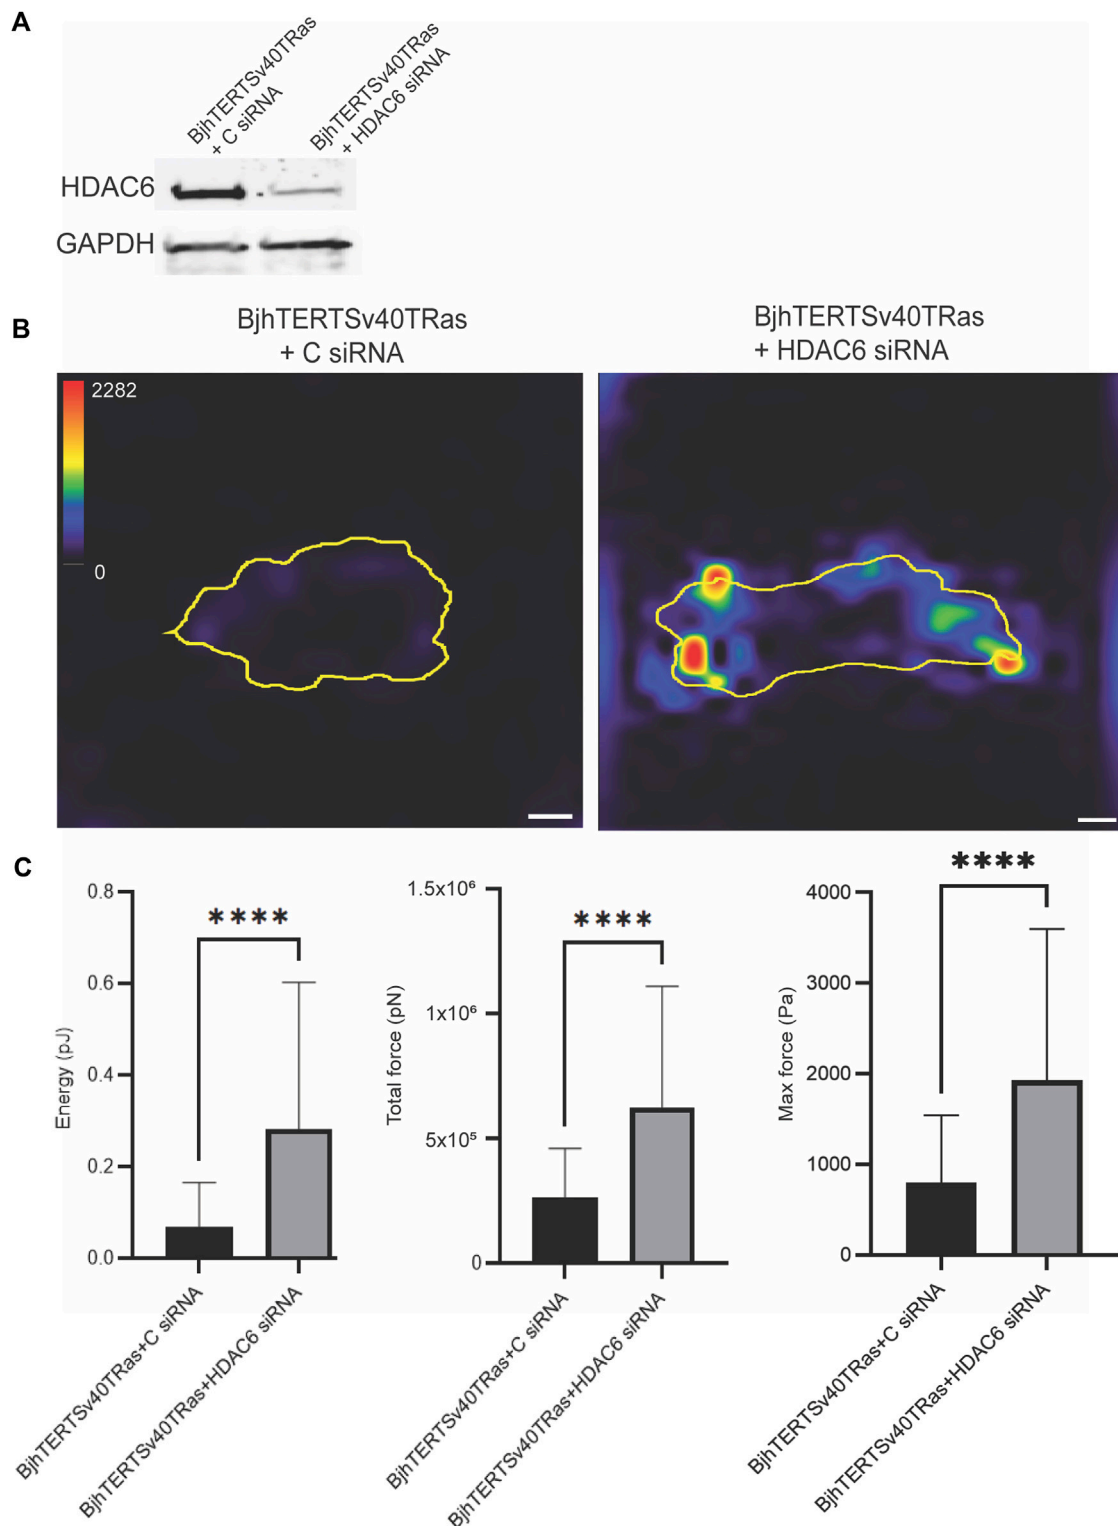 A
BjhTERTSv40TRas
+ C siRNA
BjhTERTSv40TRas
+ HDAC6 siRNA
HDAC6
GAPDH
B
BjhTERTSv40TRas
+ C siRNA
BjhTERTSv40TRas
+ HDAC6 siRNA
2282
0
C
Energy (pJ)
0.8
0.6
0.4
0.2
0.0
****
BjhTERTSv40TRas+C siRNA
BjhTERTSv40TRas+HDAC6 siRNA
Total force (pN)
1.5x10⁶
1x10⁶
5x10⁵
0
****
BjhTERTSv40TRas+C siRNA
BjhTERTSv40TRas+HDAC6 siRNA
Max force (Pa)
4000
3000
2000
1000
0
****
BjhTERTSv40TRas+C siRNA
BjhTERTSv40TRas+HDAC6 siRNA